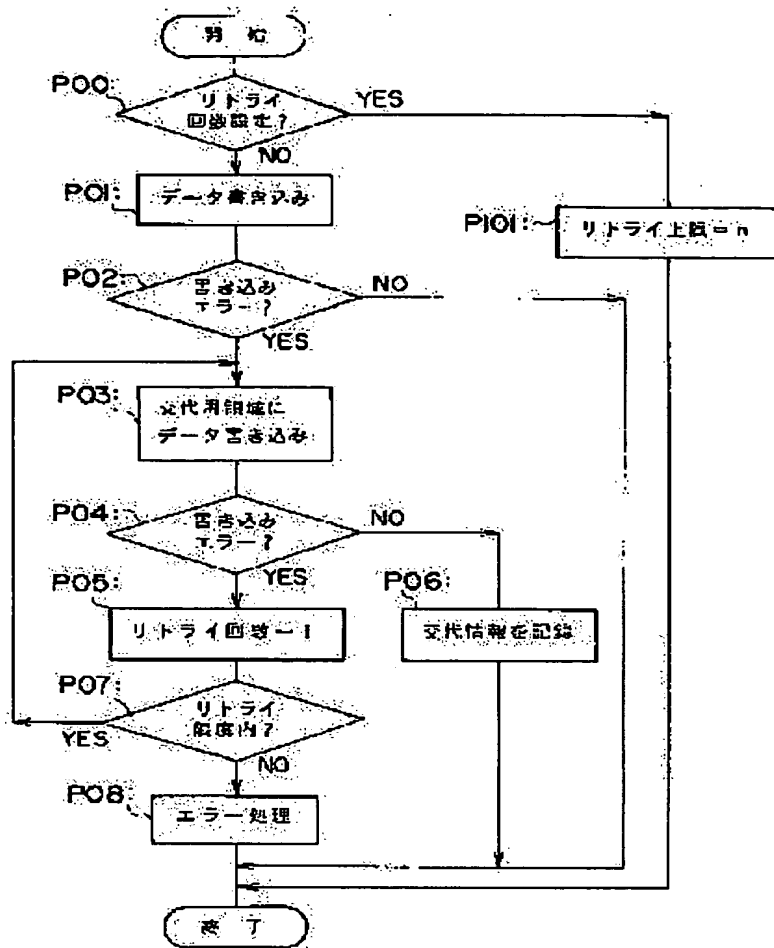 開始
P00:
リトライ
回数設定?
YES
NO
P01:
データ書き込み
P101:
リトライ上限=n
P02:
書き込み
エラー?
NO
YES
P03:
交代用領域に
データ書き込み
P04:
書き込み
エラー?
NO
YES
P05:
リトライ回数-1
P06:
交代情報を記録
P07:
リトライ
限度内?
YES
NO
P08:
エラー処理
終了